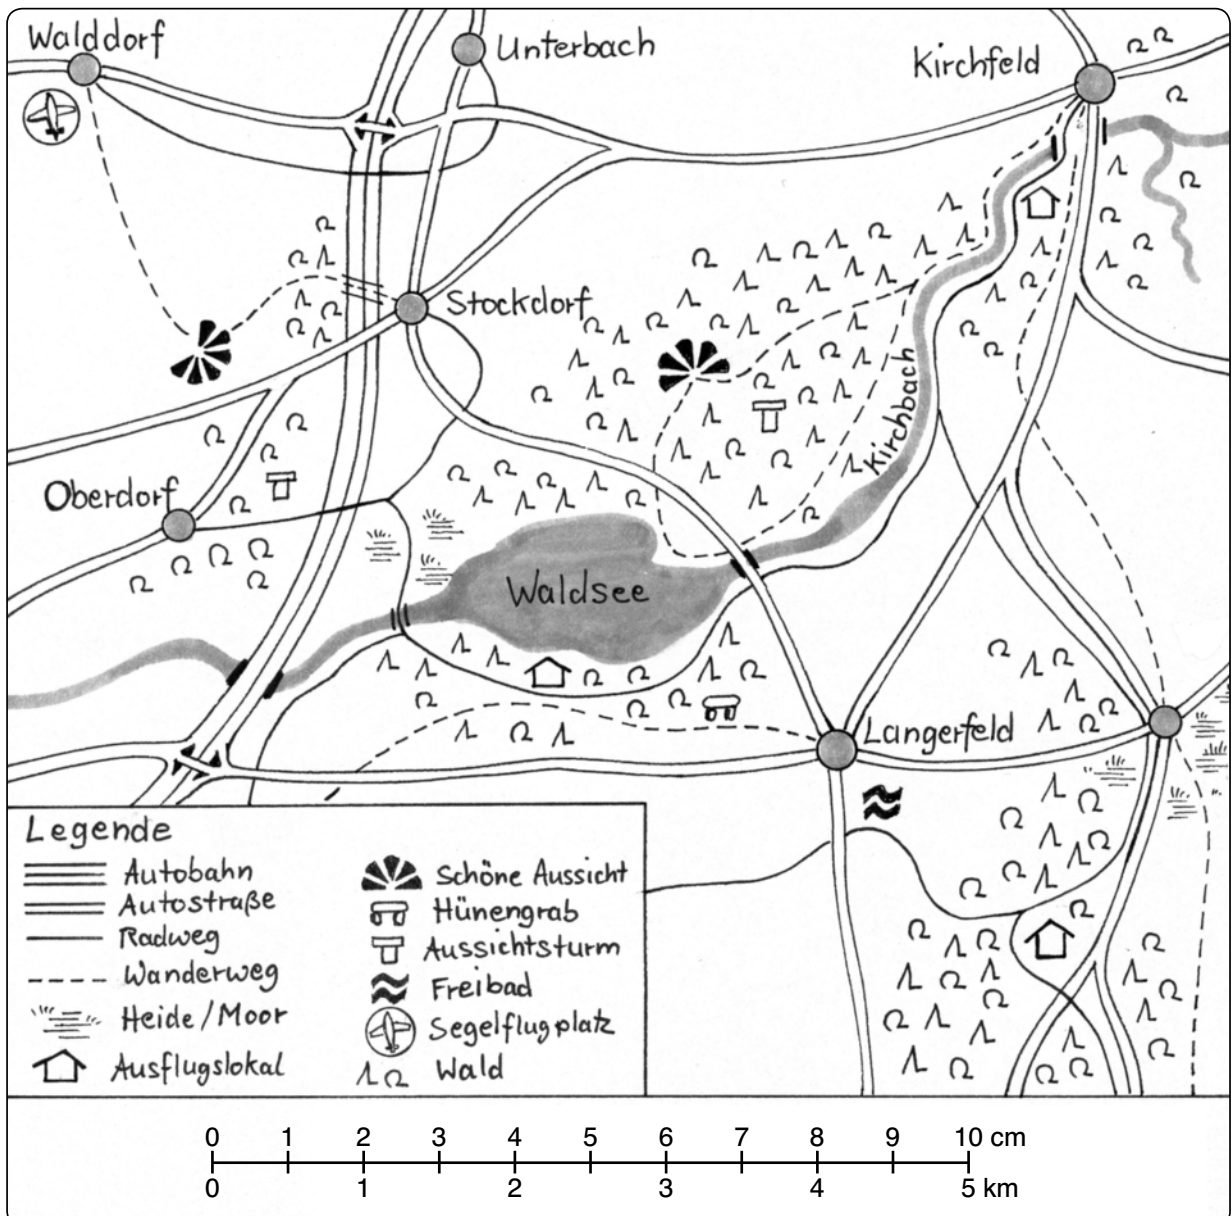 Walddorf
Unterbach
Kirchfeld
Stockdorf
Kirchbach
Oberdorf
Waldsee
Langerfeld
Legende
Autobahn
Autostraße
Radweg
Wanderweg
Heide/Moor
Ausflugslokal
Schöne Aussicht
Hünengrab
Aussichtsturm
Freibad
Segelflugplatz
Wald
0 1 2 3 4 5 6 7 8 9 10 cm
0 1 2 3 4 5 km